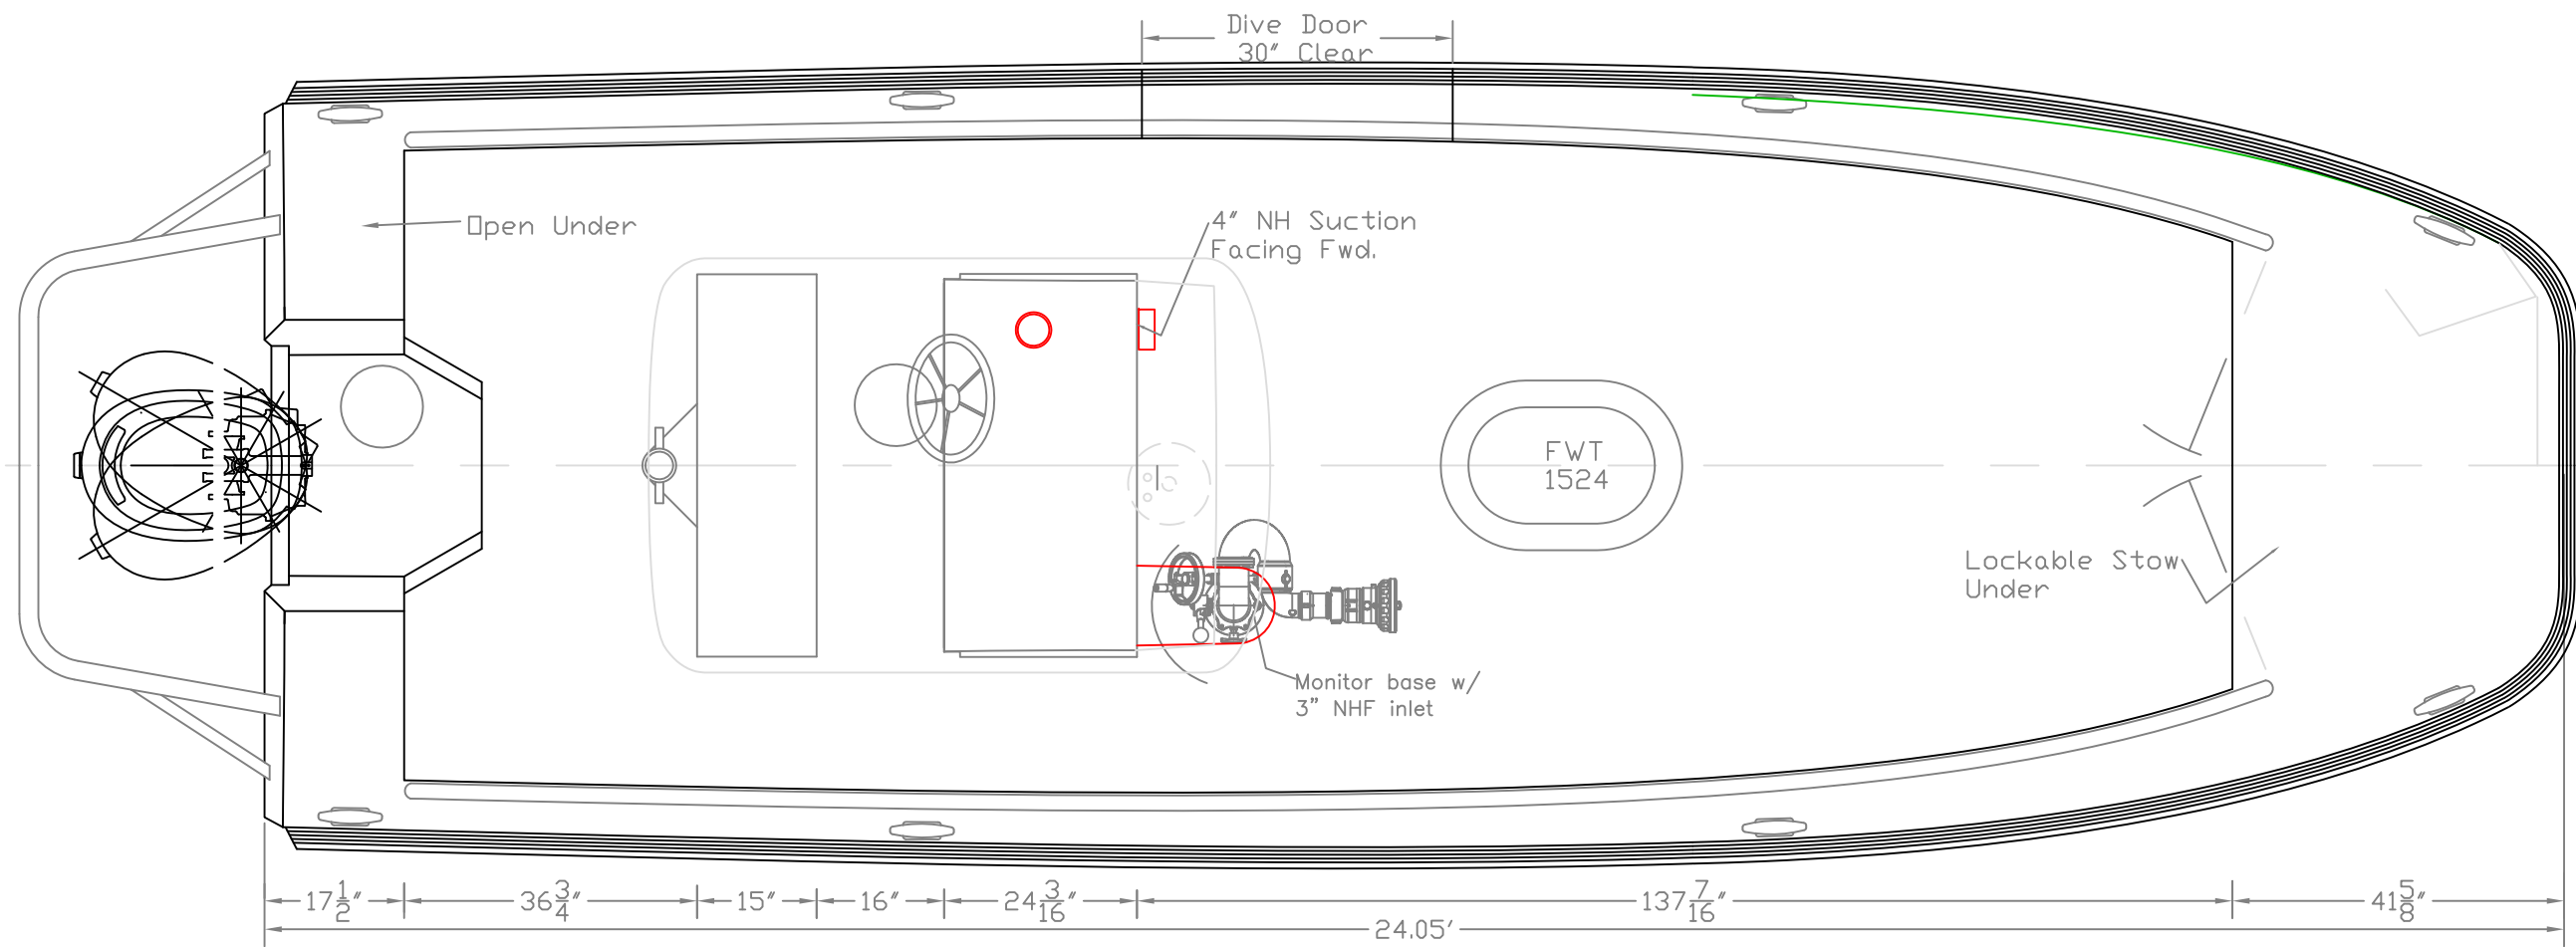 Dive Door
30" Clear
Open Under
4" NH Suction
Facing Fwd.
FWT
1524
Lockable Stow
Under
Monitor base w/
3" NHF inlet
17 1/2" 36 3/4" 15" 16" 24 3/16" 137 7/16" 41 5/8"
24.05'